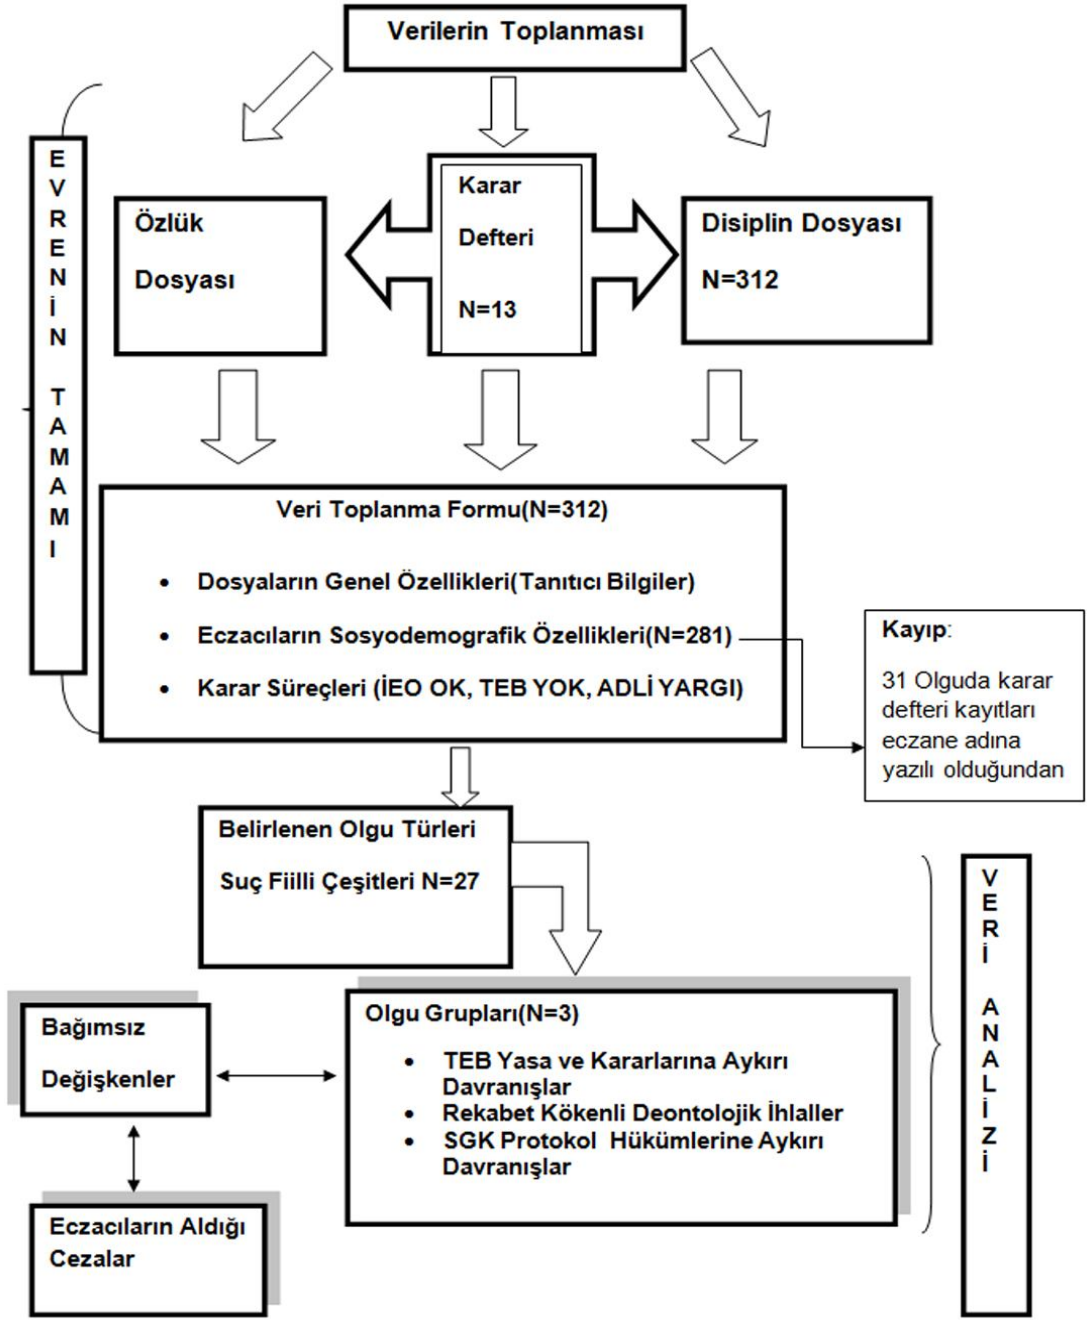 Verilerin Toplanması
EVRENİN TAMAMI
Özlük
Dosyası
Karar
Defteri
N=13
Disiplin Dosyası
N=312
Veri Toplanma Formu(N=312)
• Dosyaların Genel Özellikleri(Tanıtıcı Bilgiler)
• Eczacıların Sosyodemografik Özellikleri(N=281)
• Karar Süreçleri (İEO OK, TEB YOK, ADLİ YARGI)
Kayıp:
31 Olguda karar
defteri kayıtları
eczane adına
yazılı olduğundan
Belirlenen Olgu Türleri
Suç Fiilli Çeşitleri N=27
VERİ ANALİZİ
Olgu Grupları(N=3)
• TEB Yasa ve Kararlarına Aykırı
Davranışlar
• Rekabet Kökenli Deontolojik İhlaller
• SGK Protokol Hükümlerine Aykırı
Davranışlar
Bağımsız
Değişkenler
Eczacıların Aldığı
Cezalar